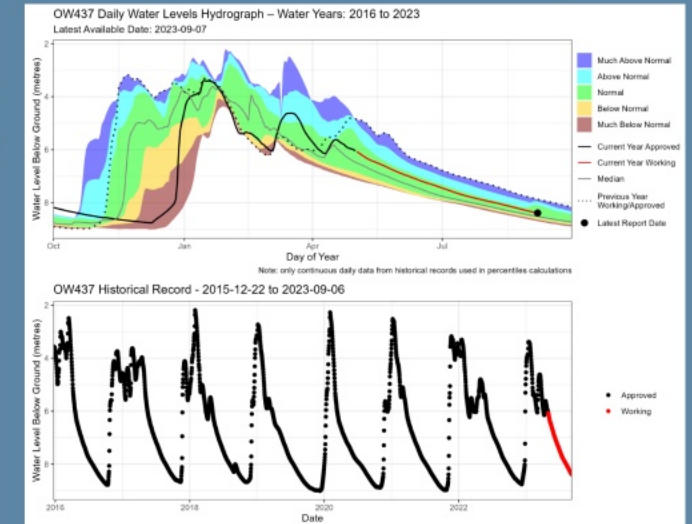 OW437 Daily Water Levels Hydrograph – Water Years: 2016 to 2023
Latest Available Date: 2023-09-07
Water Level Below Ground (metres)
2
4
6
8
Oct
Jan
Apr
Jul
Day of Year
Much Above Normal
Above Normal
Normal
Below Normal
Much Below Normal
Current Year Approved
Current Year Working
Median
Previous Year
Working/Approved
Latest Report Date
Note: only continuous daily data from historical records used in percentiles calculations
OW437 Historical Record - 2015-12-22 to 2023-09-06
Water Level Below Ground (metres)
2
4
6
8
2016
2018
2020
2022
Date
Approved
Working